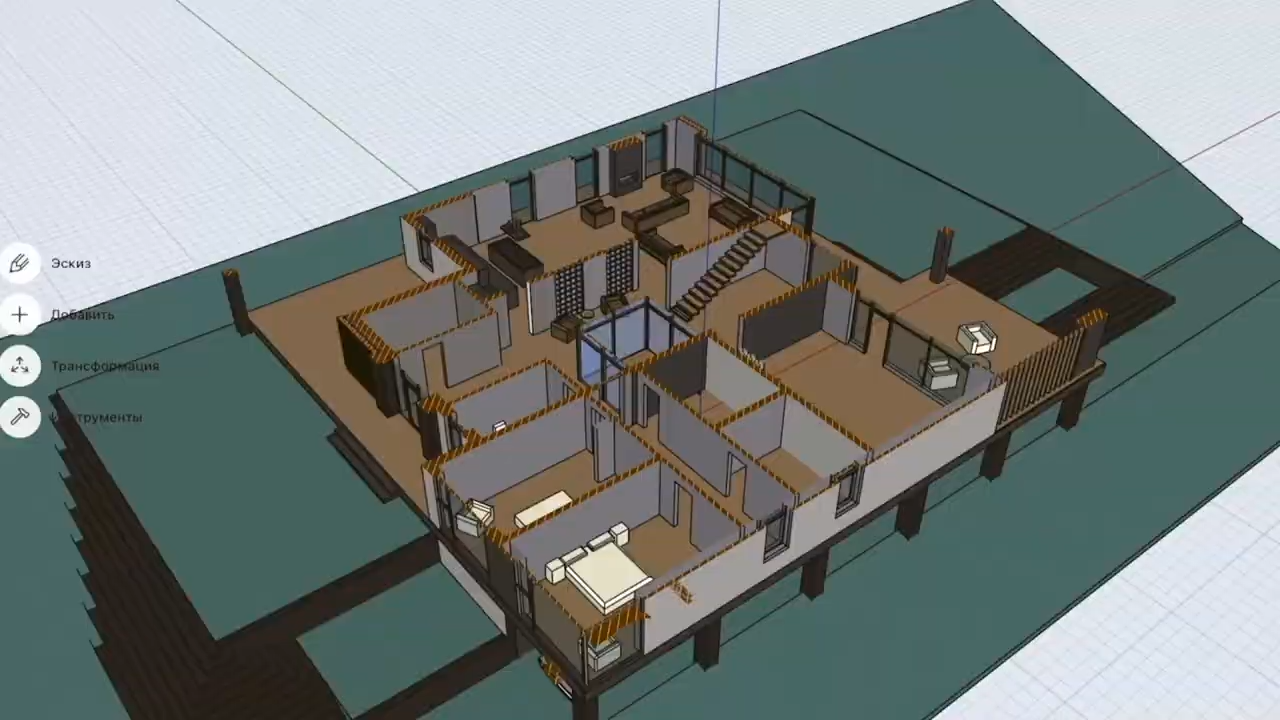 Эскиз
Добавить
Трансформация
Инструменты